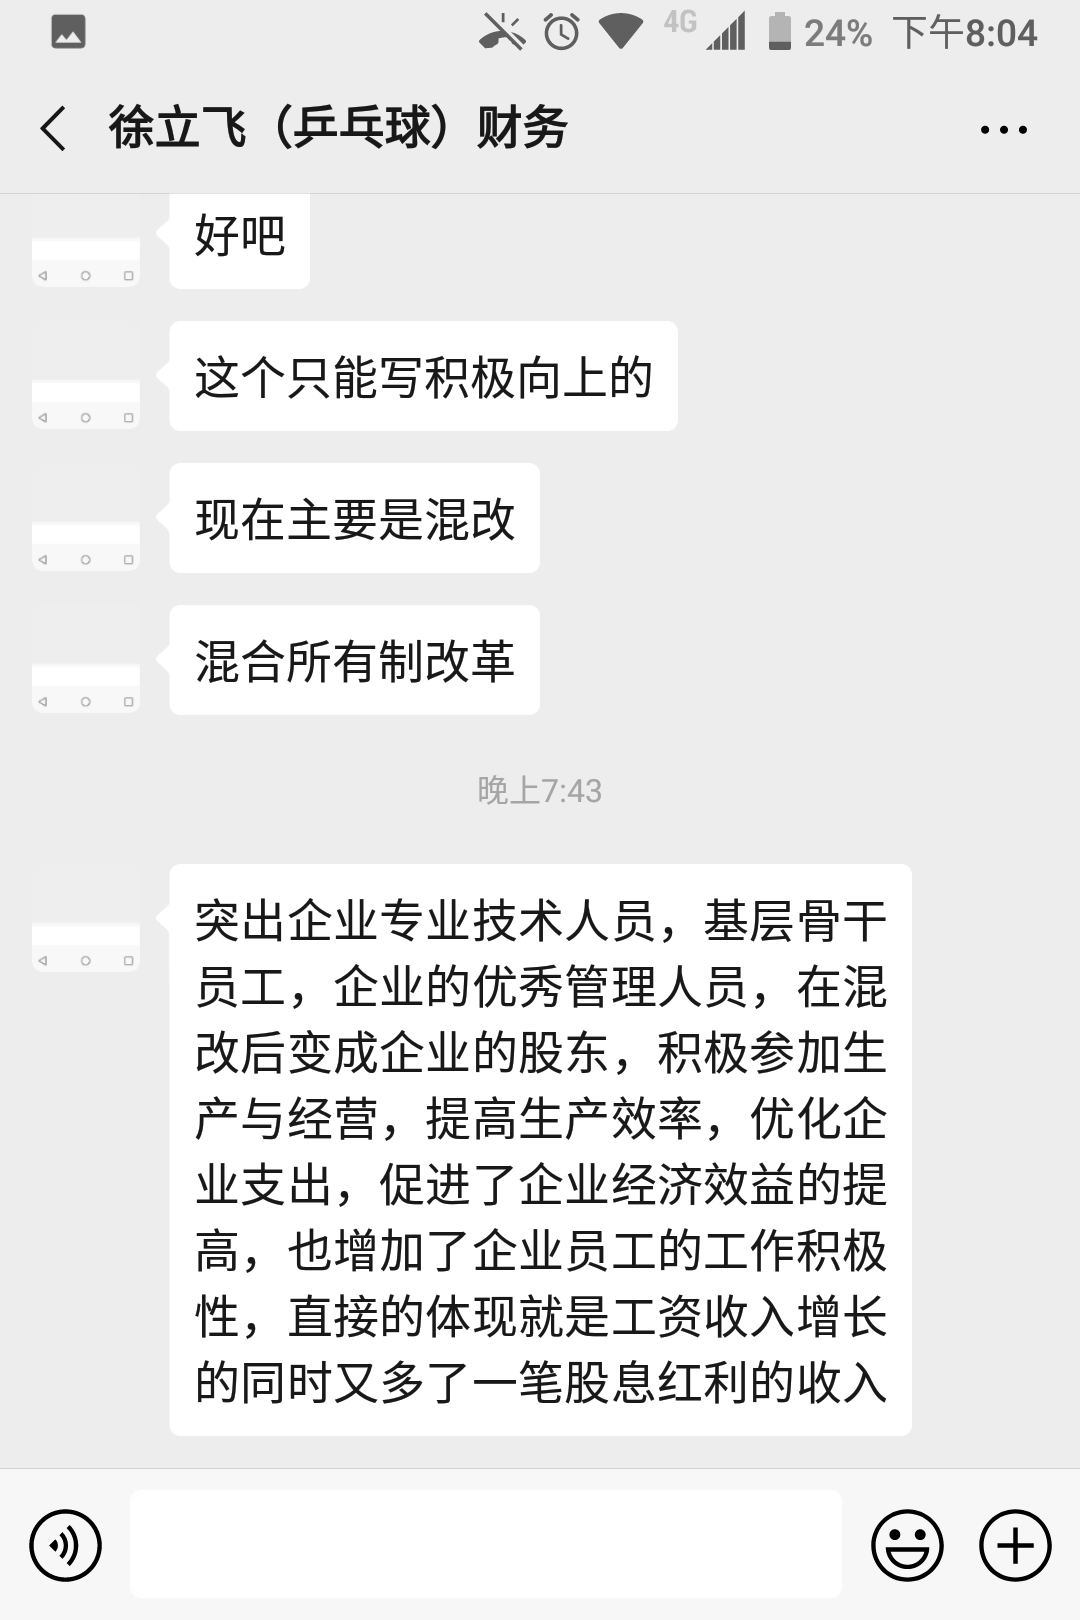 4G 24% 下午8:04
徐立飞（乒乓球）财务
好吧
这个只能写积极向上的
现在主要是混改
混合所有制改革
晚上7:43
突出企业专业技术人员，基层骨干
员工，企业的优秀管理人员，在混
改后变成企业的股东，积极参加生
产与经营，提高生产效率，优化企
业支出，促进了企业经济效益的提
高，也增加了企业员工的工作积极
性，直接的体现就是工资收入增长
的同时又多了一笔股息红利的收入